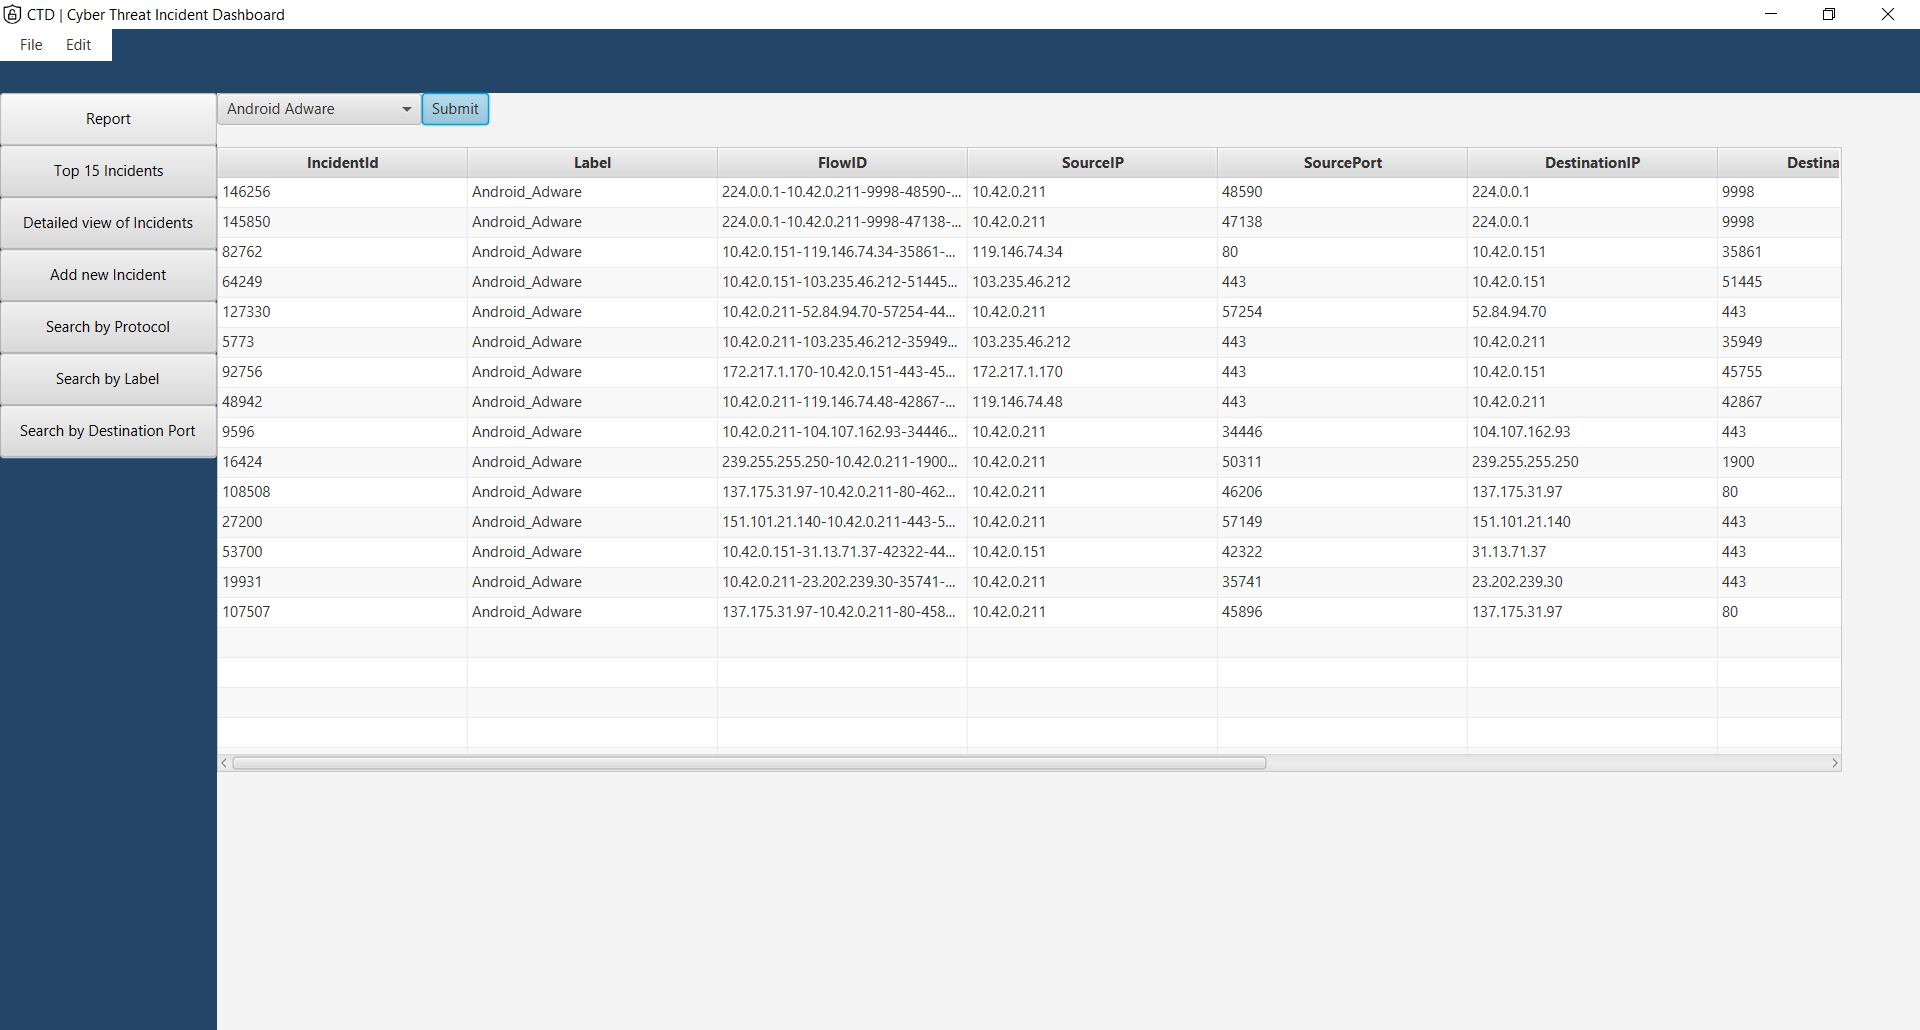 CTD | Cyber Threat Incident Dashboard
File Edit
Report
Top 15 Incidents
Detailed view of Incidents
Add new Incident
Search by Protocol
Search by Label
Search by Destination Port
Android Adware Submit
IncidentId Label FlowID SourceIP SourcePort DestinationIP Destina
146256 Android_Adware 224.0.0.1-10.42.0.211-9998-48590-... 10.42.0.211 48590 224.0.0.1 9998
145850 Android_Adware 224.0.0.1-10.42.0.211-9998-47138-... 10.42.0.211 47138 224.0.0.1 9998
82762 Android_Adware 10.42.0.151-119.146.74.34-35861-... 119.146.74.34 80 10.42.0.151 35861
64249 Android_Adware 10.42.0.151-103.235.46.212-51445... 103.235.46.212 443 10.42.0.151 51445
127330 Android_Adware 10.42.0.211-52.84.94.70-57254-44... 10.42.0.211 57254 52.84.94.70 443
5773 Android_Adware 10.42.0.211-103.235.46.212-35949... 103.235.46.212 443 10.42.0.211 35949
92756 Android_Adware 172.217.1.170-10.42.0.151-443-45... 172.217.1.170 443 10.42.0.151 45755
48942 Android_Adware 10.42.0.211-119.146.74.48-42867-... 119.146.74.48 443 10.42.0.211 42867
9596 Android_Adware 10.42.0.211-104.107.162.93-34446... 10.42.0.211 34446 104.107.162.93 443
16424 Android_Adware 239.255.255.250-10.42.0.211-1900... 10.42.0.211 50311 239.255.255.250 1900
108508 Android_Adware 137.175.31.97-10.42.0.211-80-462... 10.42.0.211 46206 137.175.31.97 80
27200 Android_Adware 151.101.21.140-10.42.0.211-443-5... 10.42.0.211 57149 151.101.21.140 443
53700 Android_Adware 10.42.0.151-31.13.71.37-42322-44... 10.42.0.151 42322 31.13.71.37 443
19931 Android_Adware 10.42.0.211-23.202.239.30-35741-... 10.42.0.211 35741 23.202.239.30 443
107507 Android_Adware 137.175.31.97-10.42.0.211-80-458... 10.42.0.211 45896 137.175.31.97 80